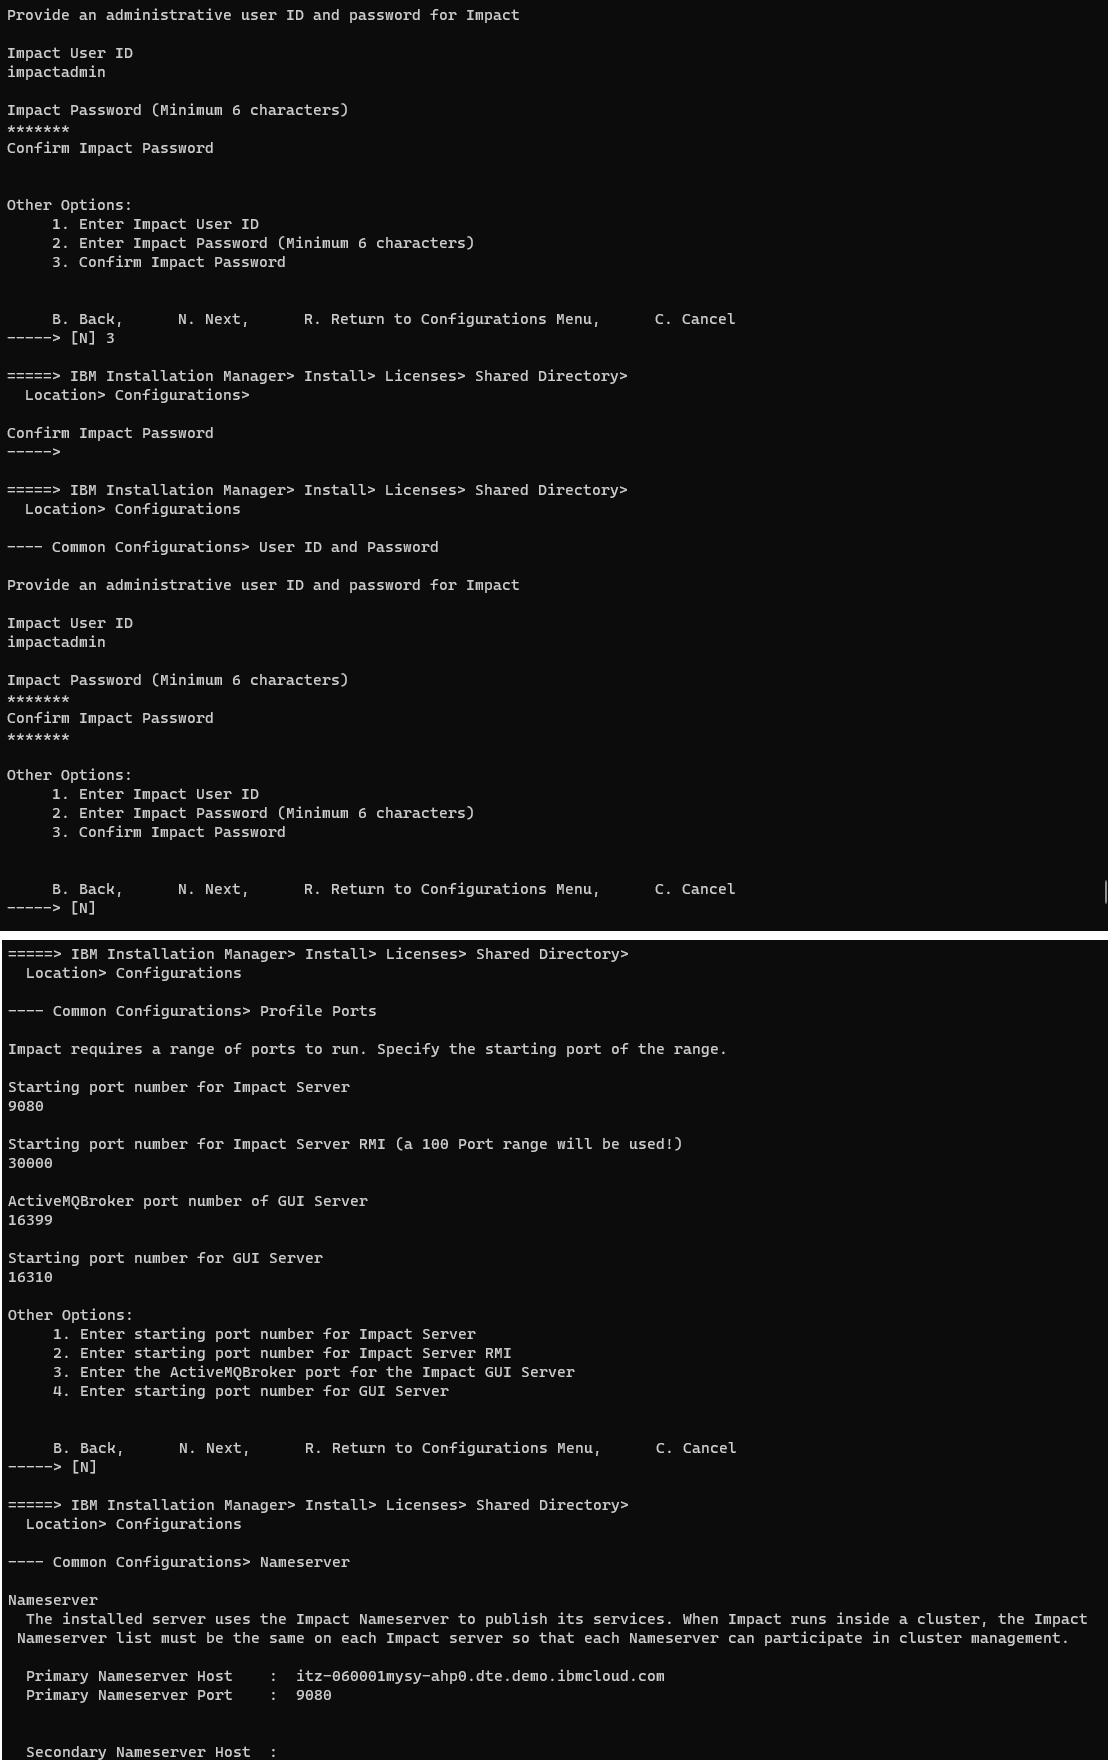 Provide an administrative user ID and password for Impact
Impact User ID
impactadmin
Impact Password (Minimum 6 characters)
*******
Confirm Impact Password
Other Options:
1. Enter Impact User ID
2. Enter Impact Password (Minimum 6 characters)
3. Confirm Impact Password
B. Back,      N. Next,      R. Return to Configurations Menu,      C. Cancel
-----> [N] 3
=====> IBM Installation Manager> Install> Licenses> Shared Directory>
Location> Configurations>
Confirm Impact Password
----->
=====> IBM Installation Manager> Install> Licenses> Shared Directory>
Location> Configurations
---- Common Configurations> User ID and Password
Provide an administrative user ID and password for Impact
Impact User ID
impactadmin
Impact Password (Minimum 6 characters)
*******
Confirm Impact Password
*******
Other Options:
1. Enter Impact User ID
2. Enter Impact Password (Minimum 6 characters)
3. Confirm Impact Password
B. Back,      N. Next,      R. Return to Configurations Menu,      C. Cancel
-----> [N]
=====> IBM Installation Manager> Install> Licenses> Shared Directory>
Location> Configurations
---- Common Configurations> Profile Ports
Impact requires a range of ports to run. Specify the starting port of the range.
Starting port number for Impact Server
9080
Starting port number for Impact Server RMI (a 100 Port range will be used!)
30000
ActiveMQBroker port number of GUI Server
16399
Starting port number for GUI Server
16310
Other Options:
1. Enter starting port number for Impact Server
2. Enter starting port number for Impact Server RMI
3. Enter the ActiveMQBroker port for the Impact GUI Server
4. Enter starting port number for GUI Server
B. Back,      N. Next,      R. Return to Configurations Menu,      C. Cancel
-----> [N]
=====> IBM Installation Manager> Install> Licenses> Shared Directory>
Location> Configurations
---- Common Configurations> Nameserver
Nameserver
The installed server uses the Impact Nameserver to publish its services. When Impact runs inside a cluster, the Impact
Nameserver list must be the same on each Impact server so that each Nameserver can participate in cluster management.
Primary Nameserver Host    :  itz-060001mysy-ahp0.dte.demo.ibmcloud.com
Primary Nameserver Port    :  9080
Secondary Nameserver Host  :